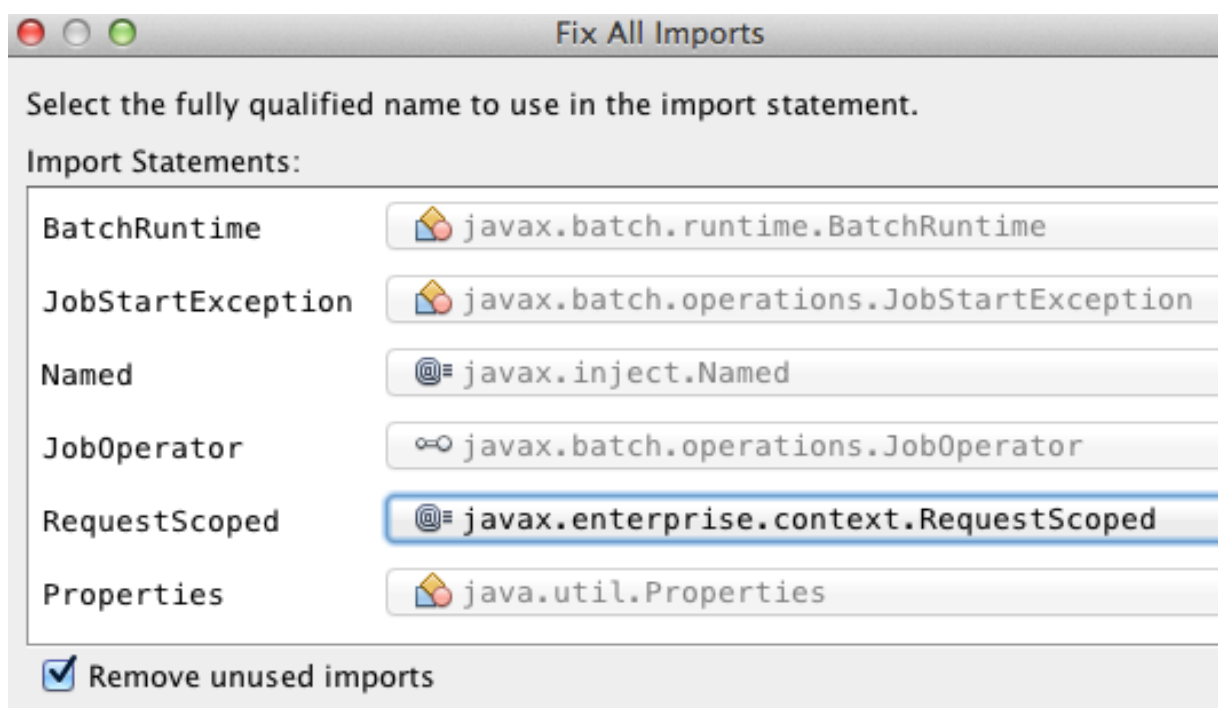 Fix All Imports
Select the fully qualified name to use in the import statement.
Import Statements:
BatchRuntime javax.batch.runtime.BatchRuntime
JobStartException javax.batch.operations.JobStartException
Named javax.inject.Named
JobOperator javax.batch.operations.JobOperator
RequestScoped javax.enterprise.context.RequestScoped
Properties java.util.Properties
Remove unused imports